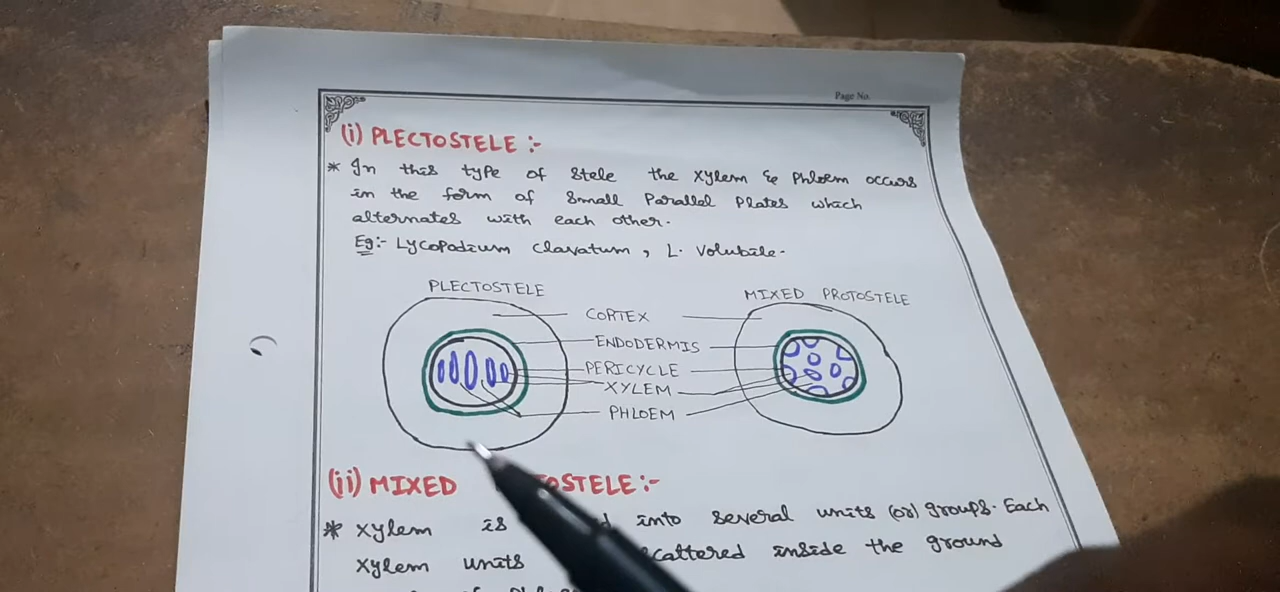 Page No.
(i) PLECTOSTELE :-
* In this type of stele the xylem & Phloem occurs
in the form of Small Parallel Plates which
alternates with each other.
Eg:- Lycopodium clavatum, L. volubile.
PLECTOSTELE
MIXED PROTOSTELE
CORTEX
ENDODERMIS
PERICYCLE
XYLEM
PHLOEM
(ii) MIXED OSTELE :-
* xylem is d into several units (or) groups. Each
xylem units scattered inside the ground